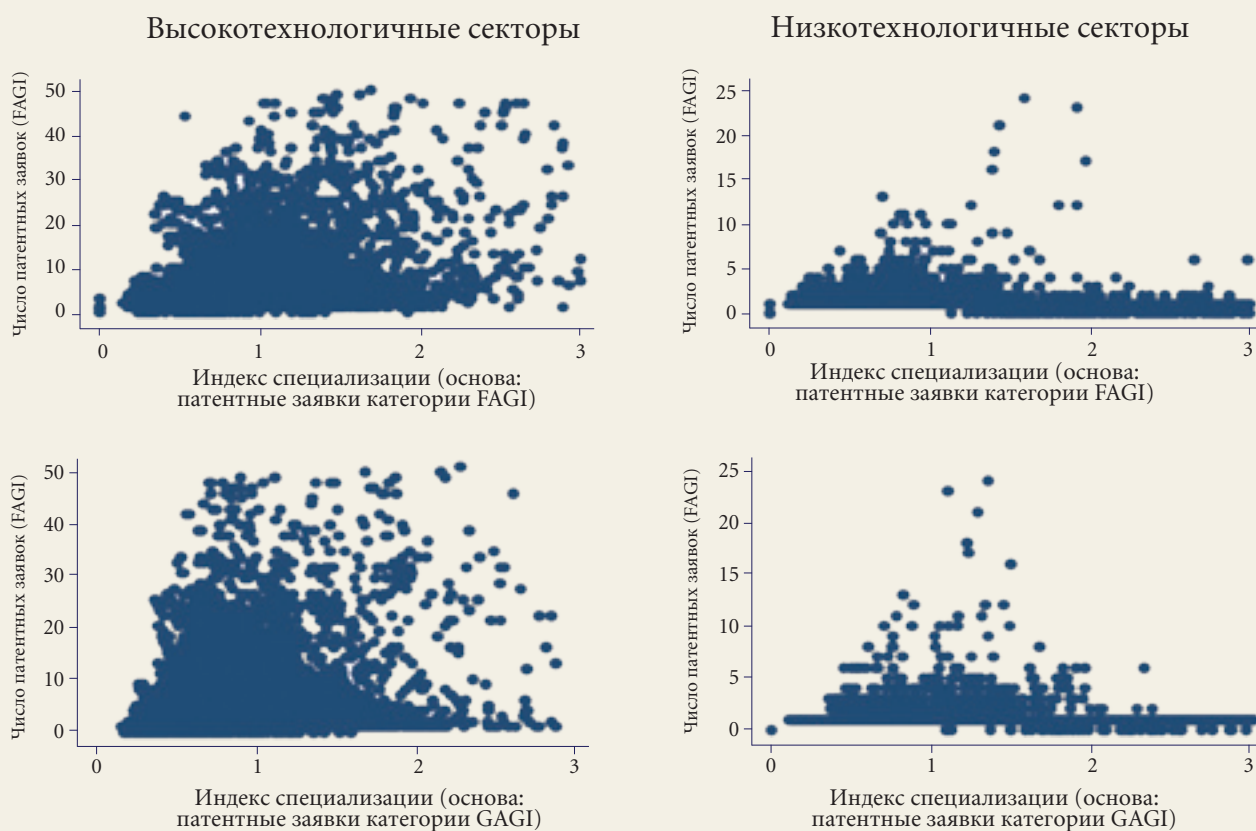 Высокотехнологичные секторы
Низкотехнологичные секторы
Число патентных заявок (FAGI)
50
40
30
20
10
0
0
1
2
3
Индекс специализации (основа:
патентные заявки категории FAGI)
Число патентных заявок (FAGI)
25
20
15
10
5
0
0
1
2
3
Индекс специализации (основа:
патентные заявки категории FAGI)
Число патентных заявок (FAGI)
50
40
30
20
10
0
0
1
2
3
Индекс специализации (основа:
патентные заявки категории GAGI)
Число патентных заявок (FAGI)
25
20
15
10
5
0
0
1
2
3
Индекс специализации (основа:
патентные заявки категории GAGI)